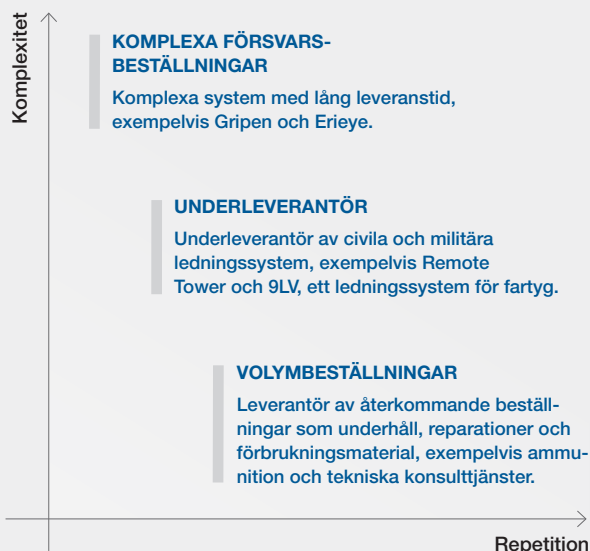 Komplexitet
KOMPLEXA FÖRSVARS-
BESTÄLLNINGAR
Komplexa system med lång leveranstid,
exempelvis Gripen och Erieye.
UNDERLEVERANTÖR
Underleverantör av civila och militära
ledningssystem, exempelvis Remote
Tower och 9LV, ett ledningssystem för fartyg.
VOLYMBESTÄLLNINGAR
Leverantör av återkommande beställ-
ningar som underhåll, reparationer och
förbrukningsmaterial, exempelvis ammu-
nition och tekniska konsulttjänster.
Repetition